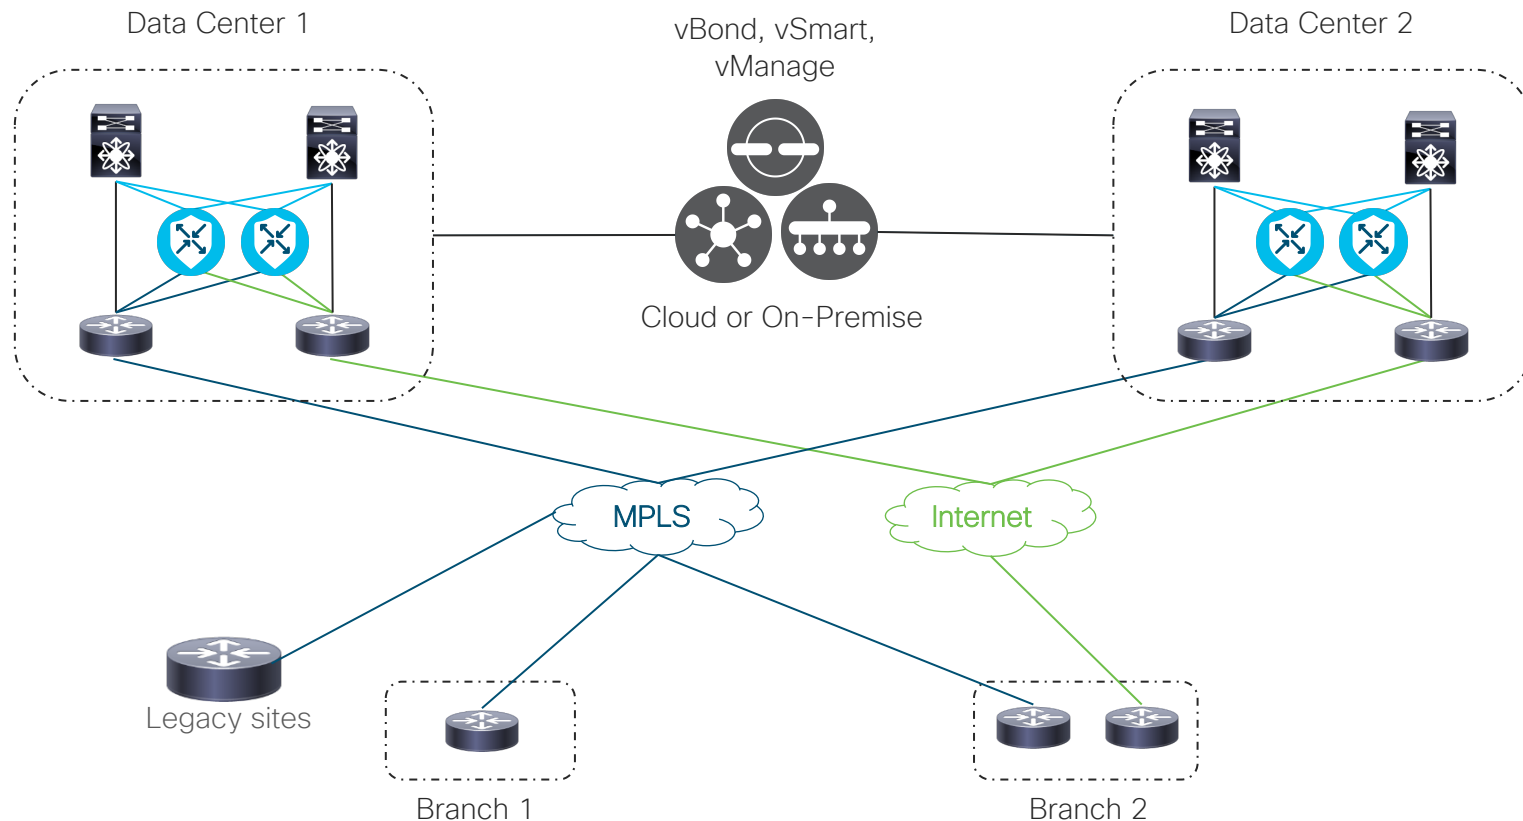 Data Center 1
vBond, vSmart,
vManage
Data Center 2
Cloud or On-Premise
MPLS
Internet
Legacy sites
Branch 1
Branch 2